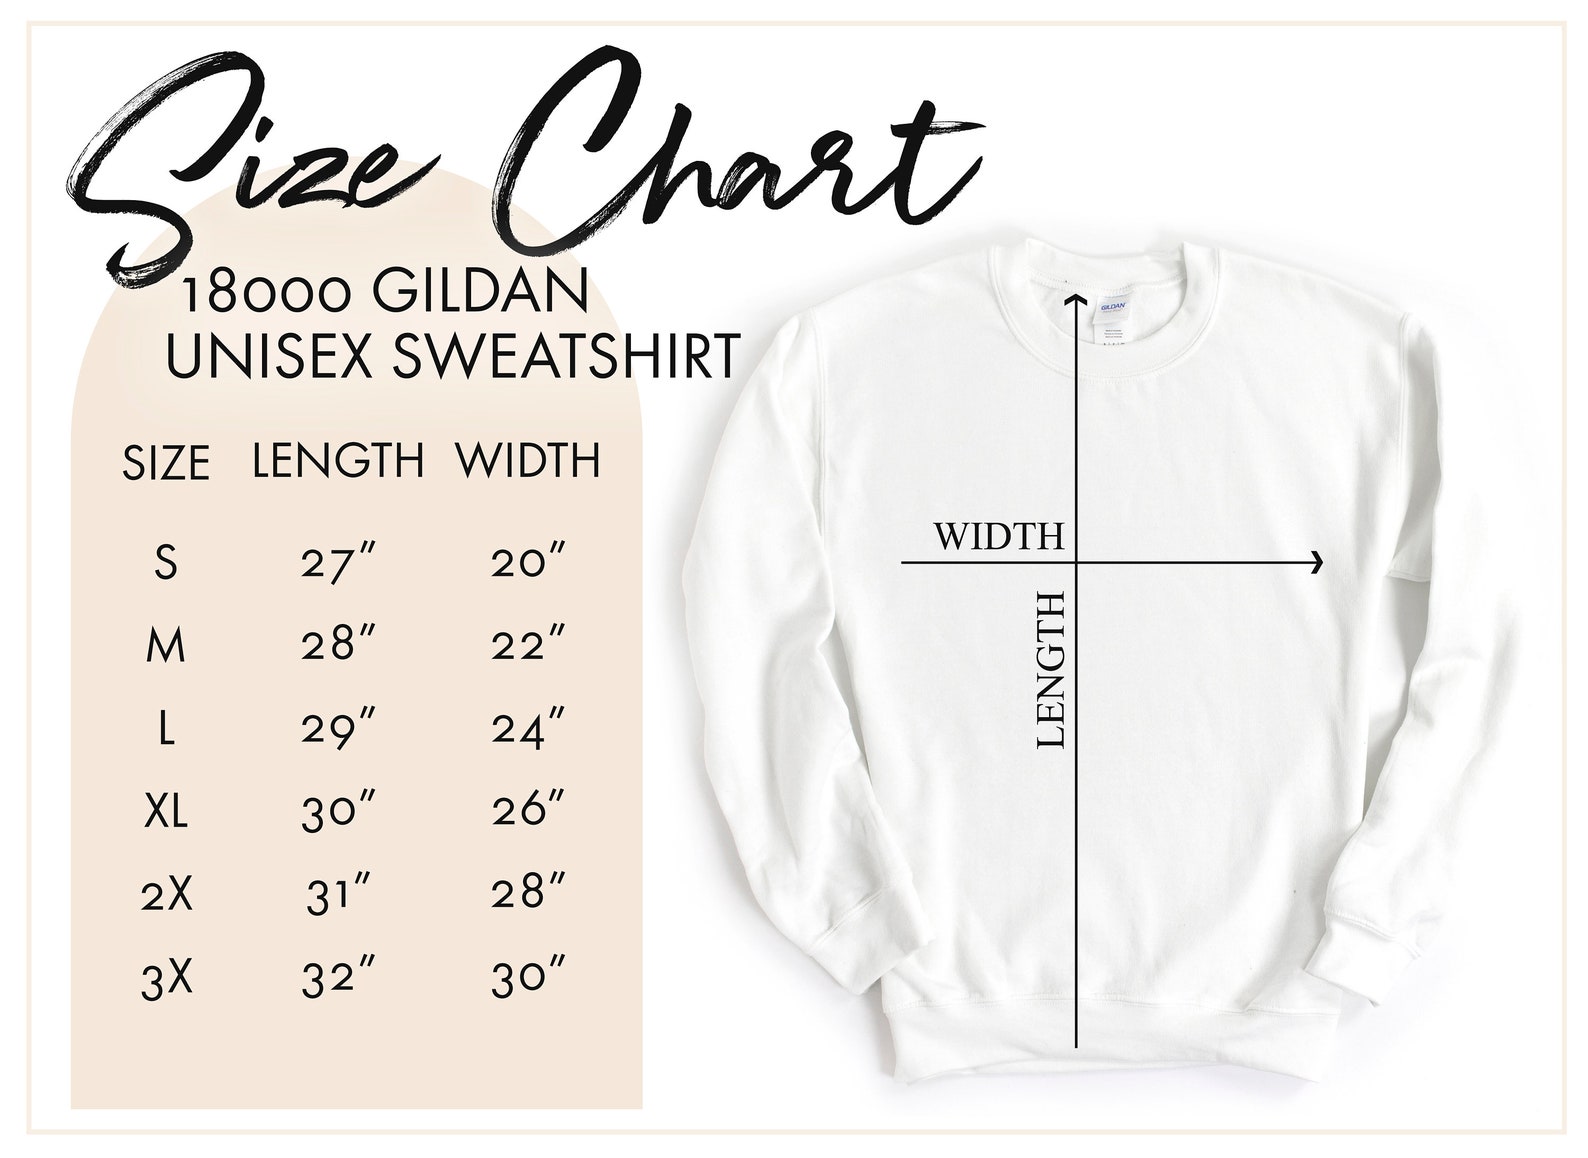 Size Chart
18000 GILDAN
UNISEX SWEATSHIRT
SIZE LENGTH WIDTH
S 27" 20"
M 28" 22"
L 29" 24"
XL 30" 26"
2X 31" 28"
3X 32" 30"
GILDAN
WIDTH
LENGTH